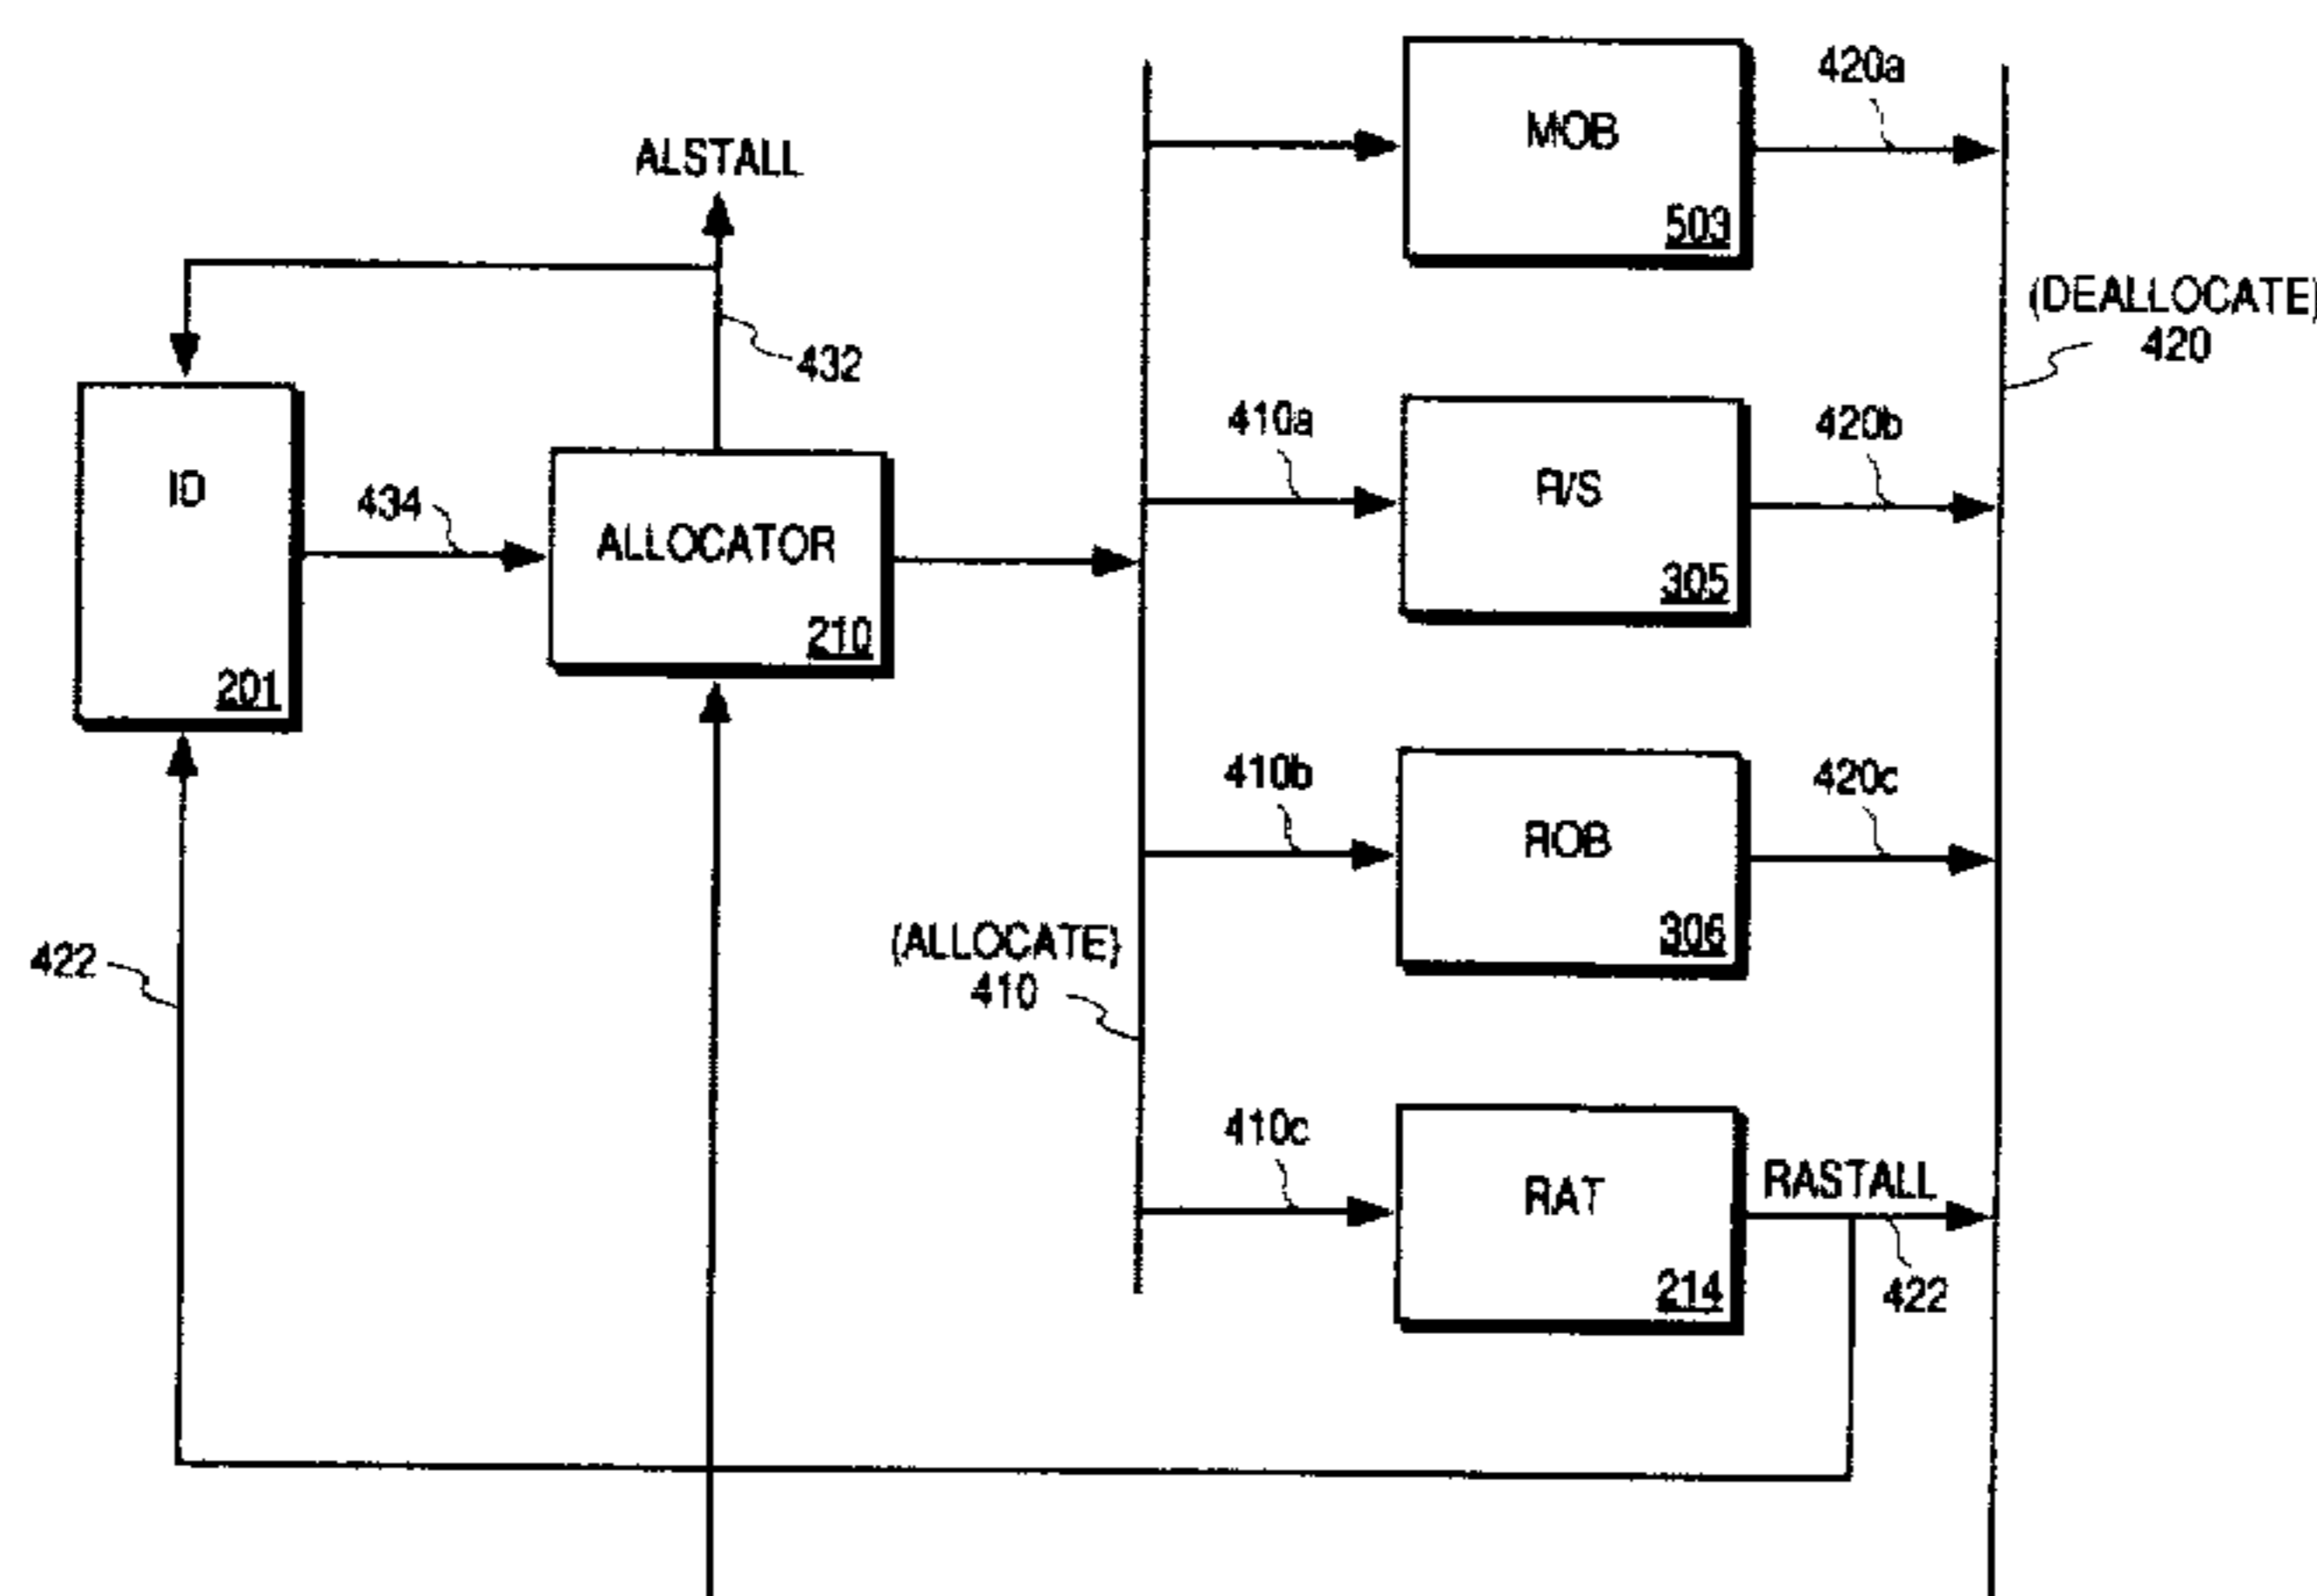 MOB
503
420a
ALSTALL
432
(DEALLOCATE)
420
IO
201
434
ALLOCATOR
210
410a
R/S
305
420b
410b
ROB
306
420c
(ALLOCATE)
410
422
410c
RAT
214
RASTALL
422